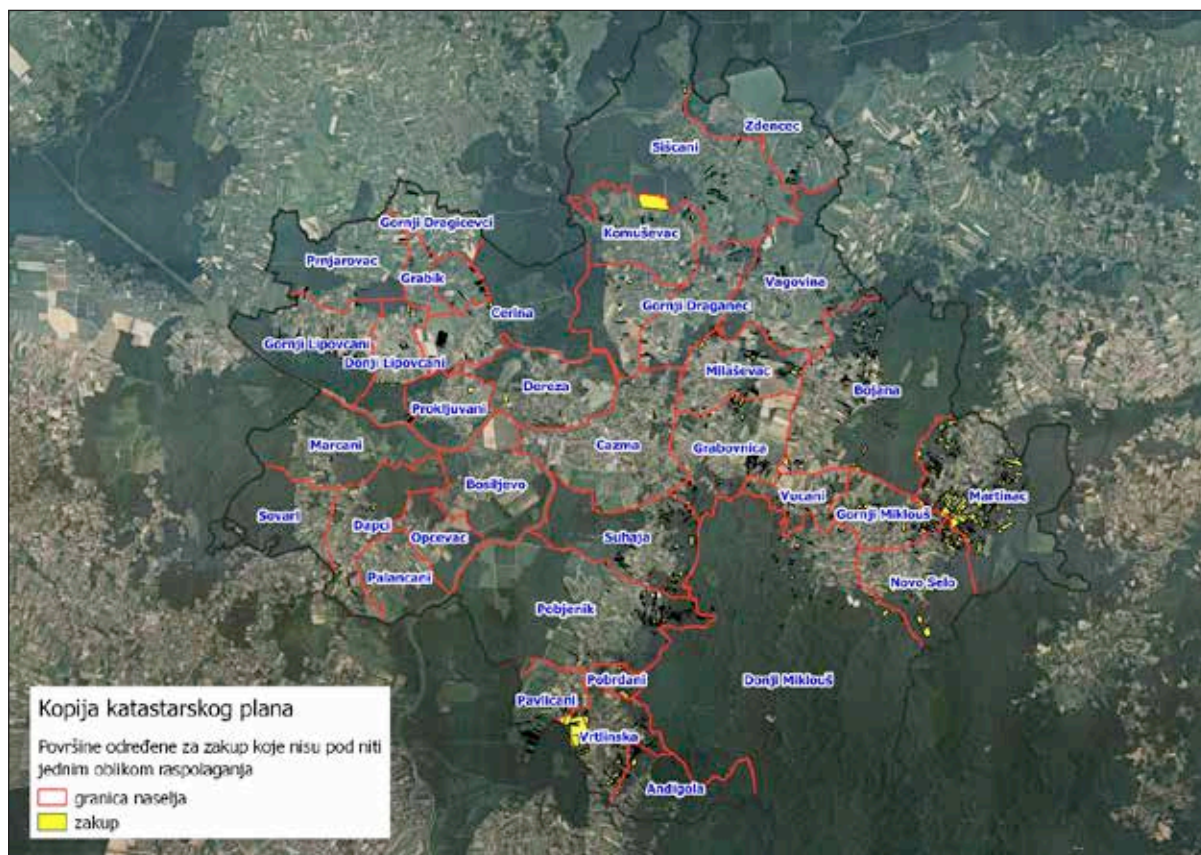 Zdencec
Sišcani
Gornji Dragicevci
Komuševac
Prnjarovac
Grabik
Vagovina
Gornji Draganec
Cerina
Gornji Lipovcani
Donji Lipovcani
Milaševac
Dereza
Bojana
Prokljuvani
Marcani
Cazma
Grabovnica
Bosiljevo
Vucani
Martinac
Gornji Miklouš
Sovari
Dapci
Opcevac
Suhaja
Palancani
Novo Selo
Pobjenik
Pobrdani
Donji Miklouš
Pavlicani
Vrtlinska
Andigola
Kopija katastarskog plana
Površine određene za zakup koje nisu pod niti
jednim oblikom raspolaganja
granica naselja
zakup